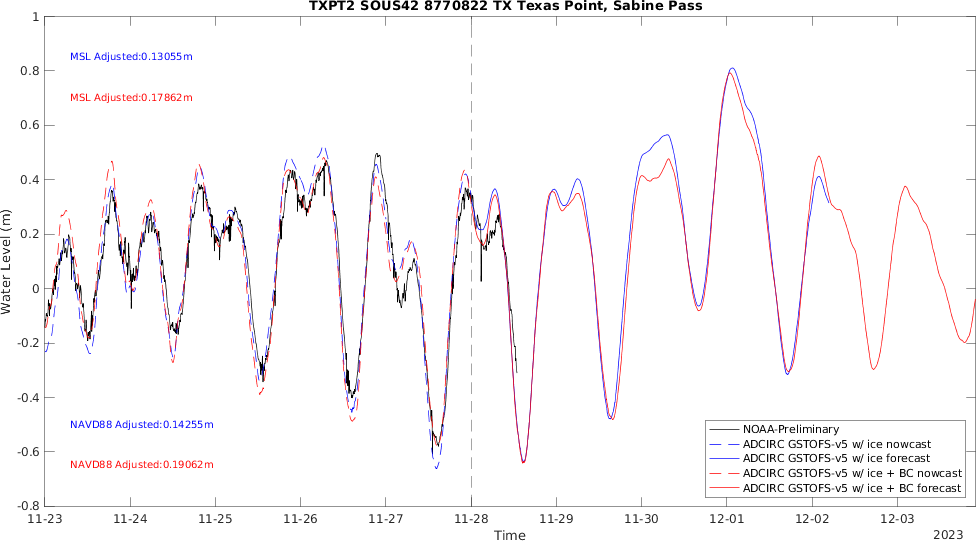 TXPT2 SOUS42 8770822 TX Texas Point, Sabine Pass
Water Level (m)
1
0.8
0.6
0.4
0.2
0
-0.2
-0.4
-0.6
-0.8
MSL Adjusted:0.13055m
MSL Adjusted:0.17862m
NAVD88 Adjusted:0.14255m
NAVD88 Adjusted:0.19062m
NOAA-Preliminary
ADCIRC GSTOFS-v5 w/ ice nowcast
ADCIRC GSTOFS-v5 w/ ice forecast
ADCIRC GSTOFS-v5 w/ ice + BC nowcast
ADCIRC GSTOFS-v5 w/ ice + BC forecast
11-23 11-24 11-25 11-26 11-27 11-28 11-29 11-30 12-01 12-02 12-03
Time
2023